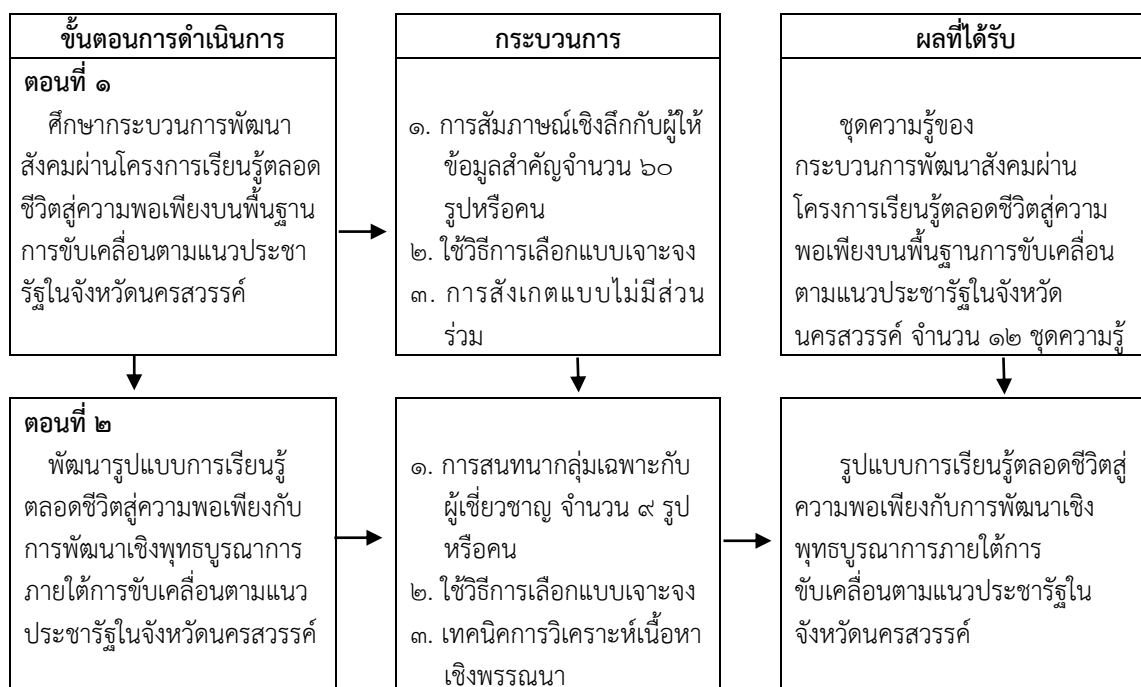 ขั้นตอนการดำเนินการ
ตอนที่ ๑
ศึกษากระบวนการพัฒนา
สังคมผ่านโครงการเรียนรู้ตลอด
ชีวิตสู่ความพอเพียงบนพื้นฐาน
การขับเคลื่อนตามแนวประชา
รัฐในจังหวัดนครสวรรค์
กระบวนการ
๑. การสัมภาษณ์เชิงลึกกับผู้ให้
ข้อมูลสำคัญจำนวน ๖๐
รูปหรือคน
๒. ใช้วิธีการเลือกแบบเจาะจง
๓. การสังเกตแบบไม่มีส่วน
ร่วม
ผลที่ได้รับ
ชุดความรู้ของ
กระบวนการพัฒนาสังคมผ่าน
โครงการเรียนรู้ตลอดชีวิตสู่ความ
พอเพียงบนพื้นฐานการขับเคลื่อน
ตามแนวประชารัฐในจังหวัด
นครสวรรค์ จำนวน ๑๒ ชุดความรู้
ตอนที่ ๒
พัฒนารูปแบบการเรียนรู้
ตลอดชีวิตสู่ความพอเพียงกับ
การพัฒนาเชิงพุทธบูรณาการ
ภายใต้การขับเคลื่อนตามแนว
ประชารัฐในจังหวัดนครสวรรค์
๑. การสนทนากลุ่มเฉพาะกับ
ผู้เชี่ยวชาญ จำนวน ๙ รูป
หรือคน
๒. ใช้วิธีการเลือกแบบเจาะจง
๓. เทคนิคการวิเคราะห์เนื้อหา
เชิงพรรณนา
รูปแบบการเรียนรู้ตลอดชีวิตสู่
ความพอเพียงกับการพัฒนาเชิง
พุทธบูรณาการภายใต้การ
ขับเคลื่อนตามแนวประชารัฐใน
จังหวัดนครสวรรค์